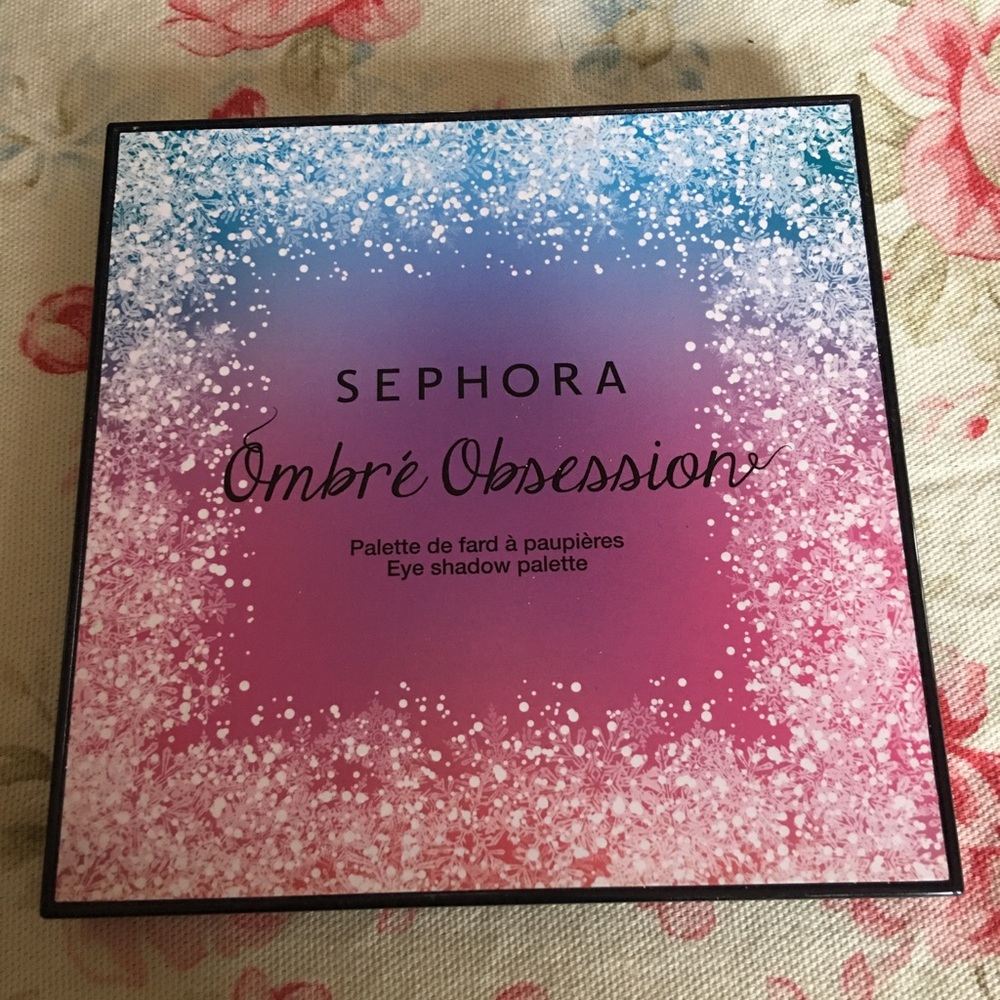 SEPHORA
Ombré Obsession
Palette de fard à paupières
Eye shadow palette